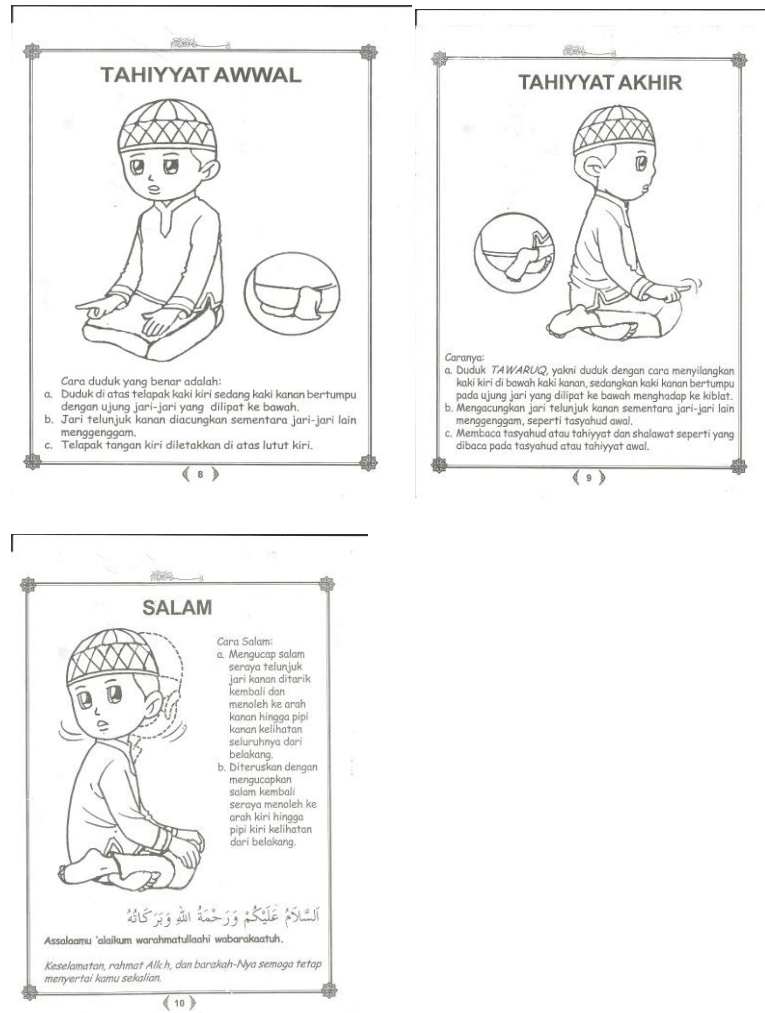 TAHIYYAT AWWAL
Cara duduk yang benar adalah:
a. Duduk di atas telapak kaki kiri sedang kaki kanan bertumpu
dengan ujung jari-jari yang dilipat ke bawah.
b. Jari telunjuk kanan diacungkan sementara jari-jari lain
menggenggam.
c. Telapak tangan kiri diletakkan di atas lutut kiri.
8
TAHIYYAT AKHIR
Caranya:
a. Duduk TAWARUQ, yakni duduk dengan cara menyilangkan
kaki kiri di bawah kaki kanan, sedangkan kaki kanan bertumpu
pada ujung jari yang dilipat ke bawah menghadap ke kiblat.
b. Mengacungkan jari telunjuk kanan sementara jari-jari lain
menggenggam, seperti tasyahud awal.
c. Membaca tasyahud atau tahiyyat dan shalawat seperti yang
dibaca pada tasyahud atau tahiyyat awal.
9
SALAM
Cara Salam:
a. Mengucap salam
seraya telunjuk
jari kanan ditarik
kembali dan
menoleh ke arah
kanan hingga pipi
kanan kelihatan
seluruhnya dari
belakang.
b. Diteruskan dengan
mengucapkan
salam kembali
seraya menoleh ke
arah kiri hingga
pipi kiri kelihatan
dari belakang.
اَلسَّلاَمُ عَلَيْكُمْ وَرَحْمَةُ اللهِ وَبَرَكَاتُهُ
Assalaamu 'alaikum warahmatullaahi wabarakaatuh.
Keselamatan, rahmat Allah, dan barakah-Nya semoga tetap
menyertai kamu sekalian.
10